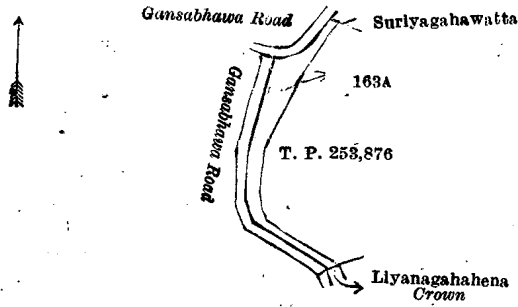 Gansabhawa Road
Suriyagahawatta
Gansabhawa Road
163A
T. P. 253,876
Liyanagahahena
Crown